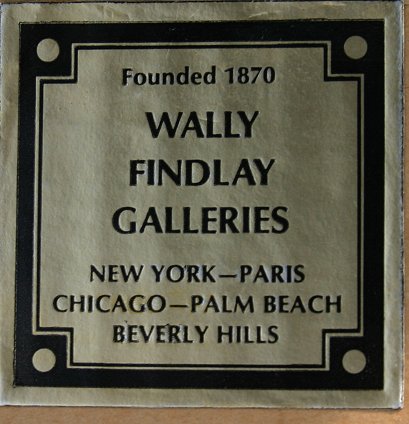 Founded 1870
WALLY
FINDLAY
GALLERIES
NEW YORK—PARIS
CHICAGO—PALM BEACH
BEVERLY HILLS